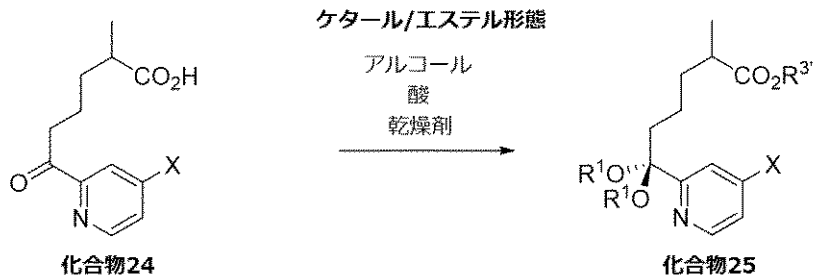 ケタール/エステル形態
アルコール
酸
乾燥剤
CO₂H
O
N
X
CO₂R³'
R¹O
R¹O
N
X
化合物24
化合物25